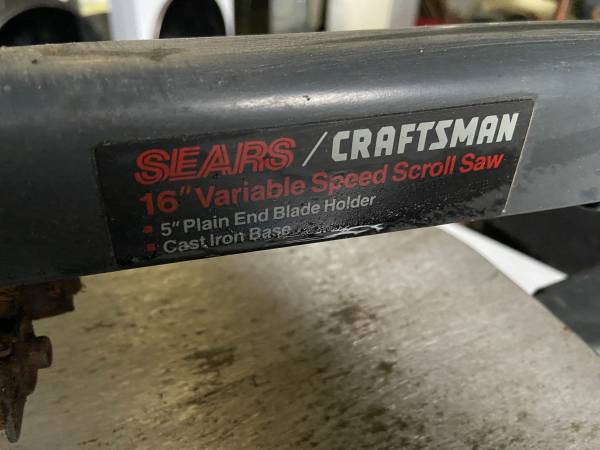 SEARS / CRAFTSMAN
16" Variable Speed Scroll Saw
▪ 5" Plain End Blade Holder
▪ Cast Iron Base